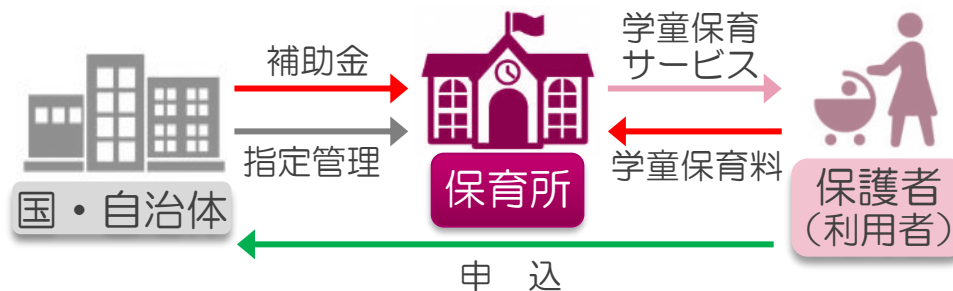 補助金
指定管理
国・自治体
保育所
学童保育
サービス
学童保育料
保護者
(利用者)
申 込